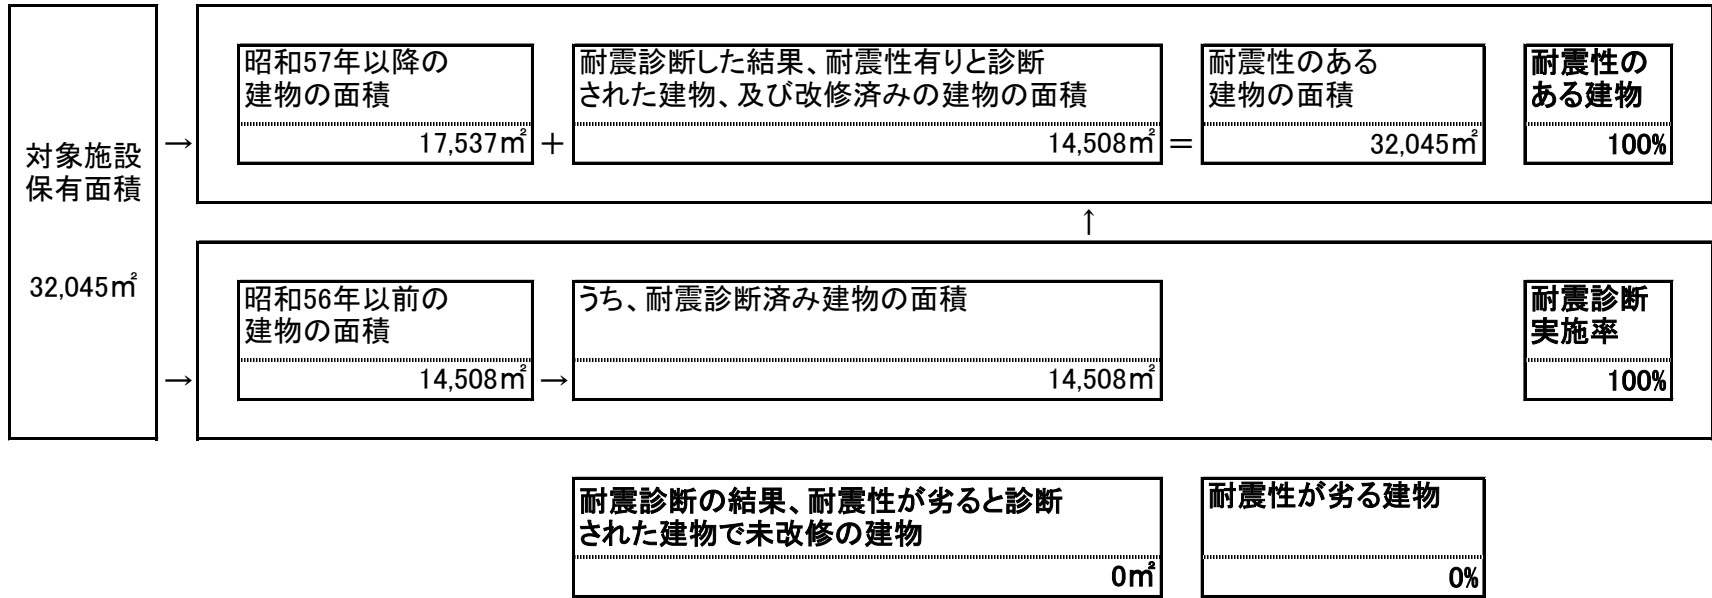 対象施設
保有面積
32,045㎡
→
昭和57年以降の
建物の面積
17,537㎡
＋
耐震診断した結果、耐震性有りと診断
された建物、及び改修済みの建物の面積
14,508㎡
＝
耐震性のある
建物の面積
32,045㎡
耐震性の
ある建物
100%
↑
→
昭和56年以前の
建物の面積
14,508㎡
→
うち、耐震診断済み建物の面積
14,508㎡
耐震診断
実施率
100%
耐震診断の結果、耐震性が劣ると診断
された建物で未改修の建物
0㎡
耐震性が劣る建物
0%